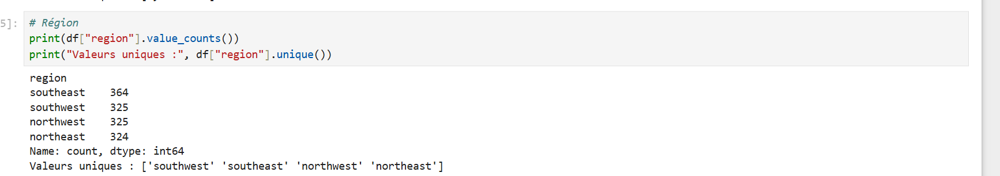 5]:
# Région
print(df["region"].value_counts())
print("Valeurs uniques :", df["region"].unique())
region
southeast    364
southwest    325
northwest    325
northeast    324
Name: count, dtype: int64
Valeurs uniques : ['southwest' 'southeast' 'northwest' 'northeast']